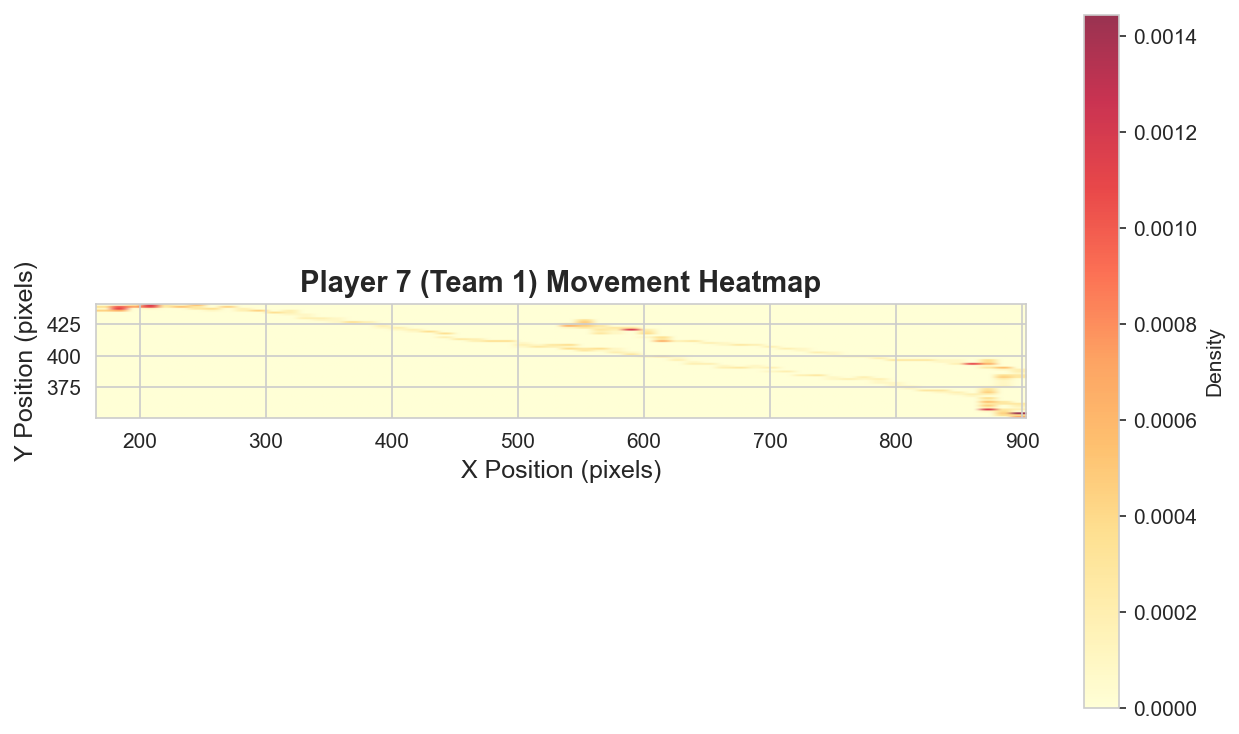 Player 7 (Team 1) Movement Heatmap
Y Position (pixels)
425
400
375
200 300 400 500 600 700 800 900
X Position (pixels)
0.0014
0.0012
0.0010
0.0008
0.0006
0.0004
0.0002
0.0000
Density